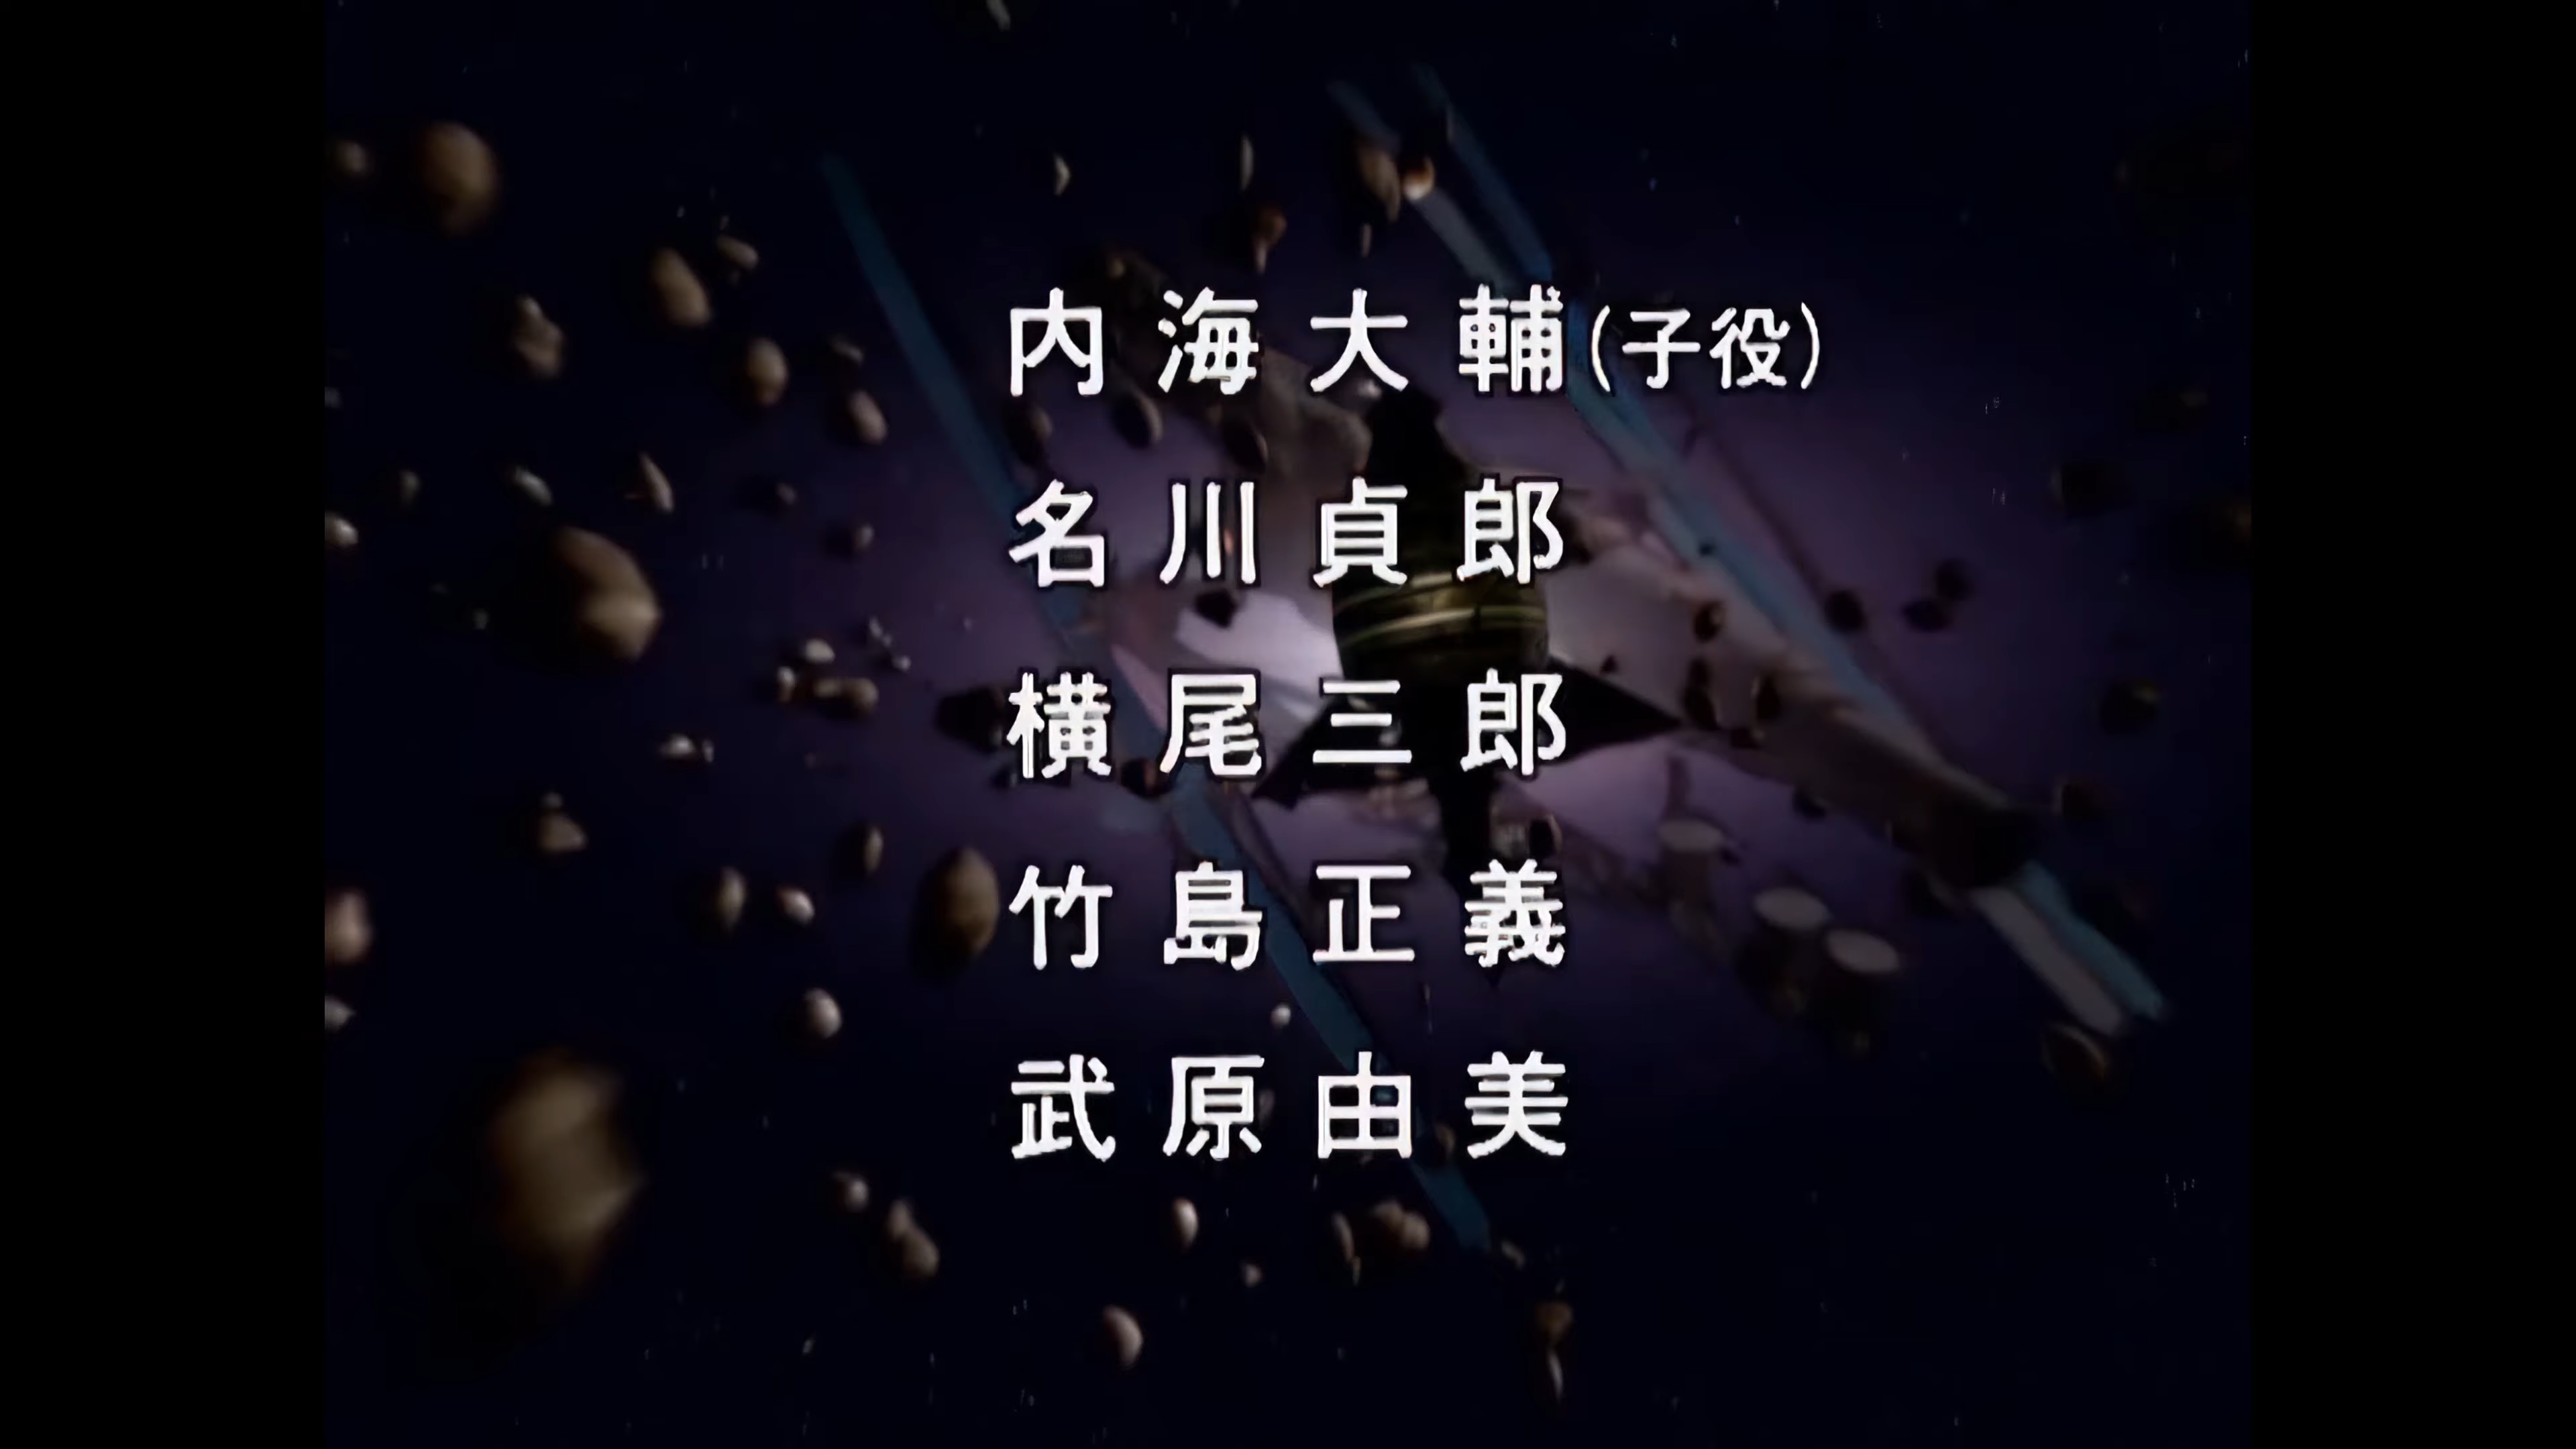 内海大輔(子役)
名川貞郎
横尾三郎
竹島正義
武原由美